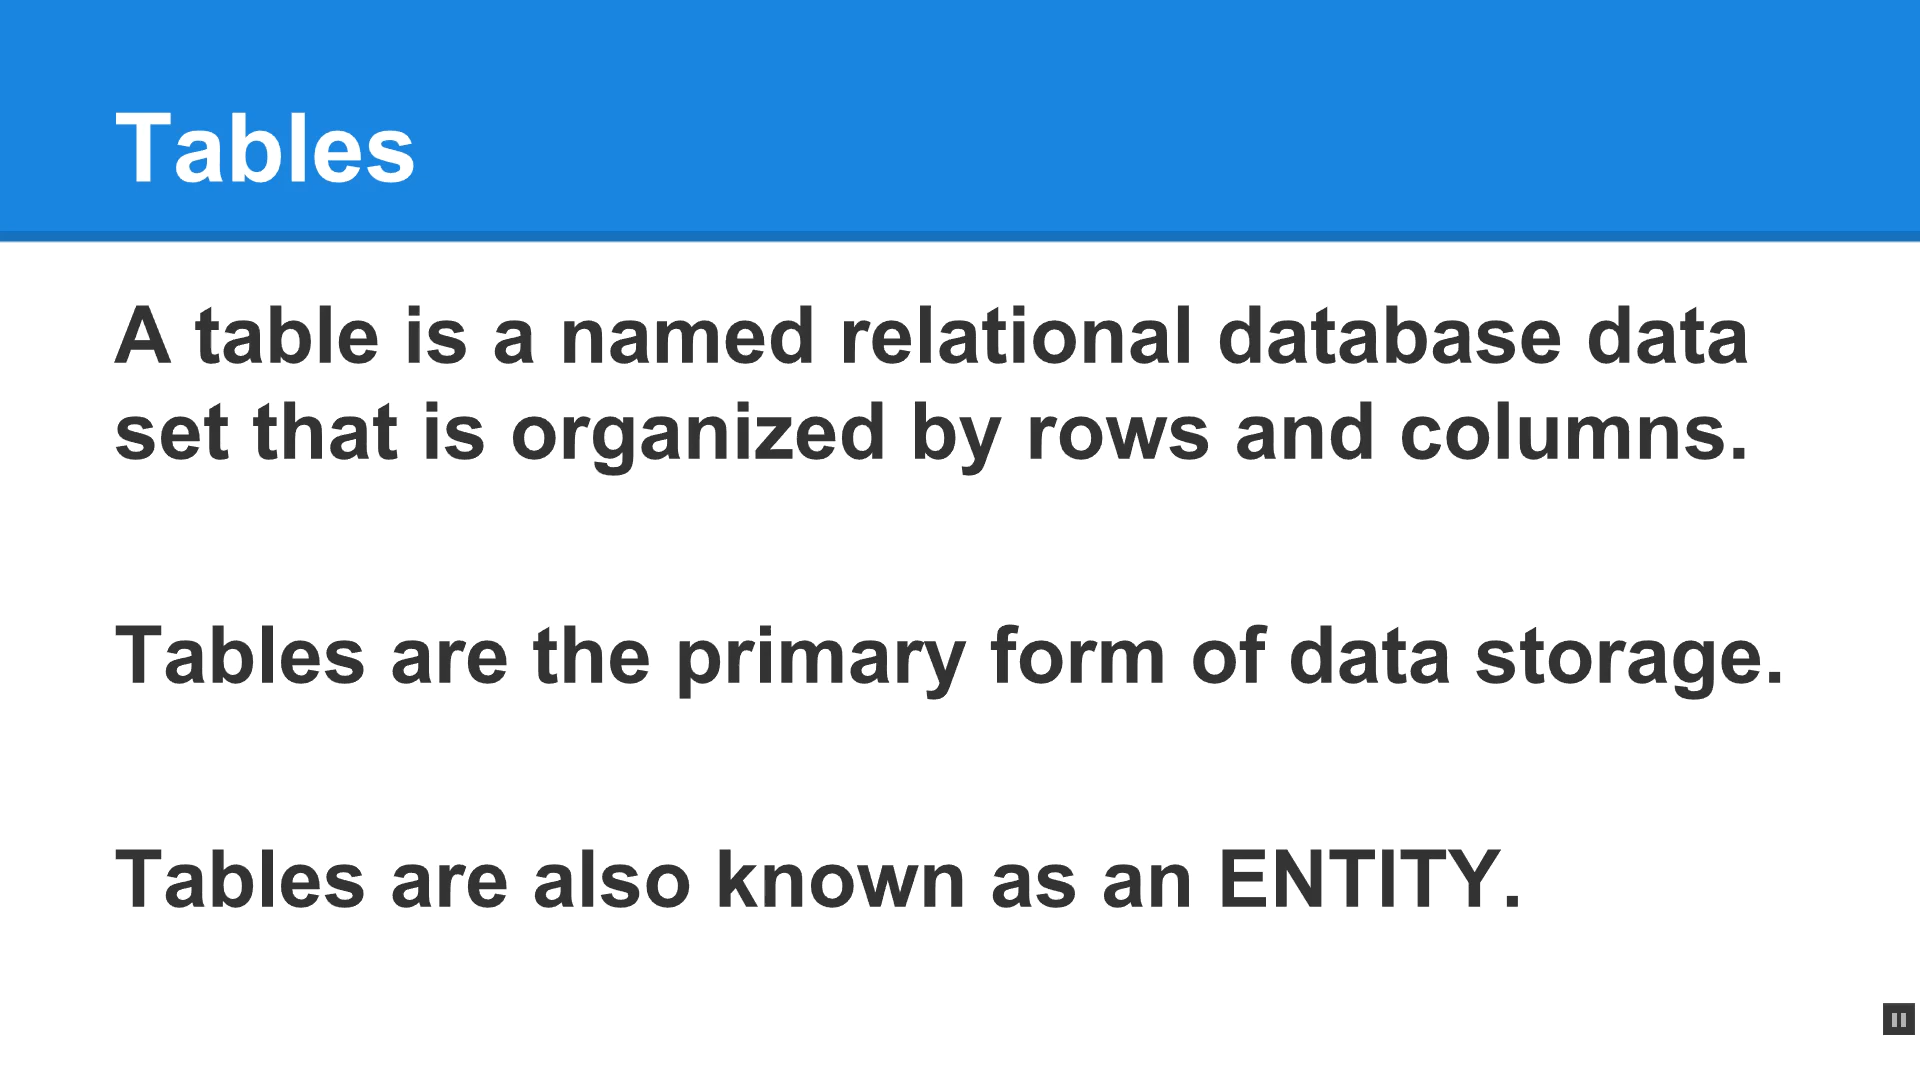 Tables
A table is a named relational database data
set that is organized by rows and columns.
Tables are the primary form of data storage.
Tables are also known as an ENTITY.